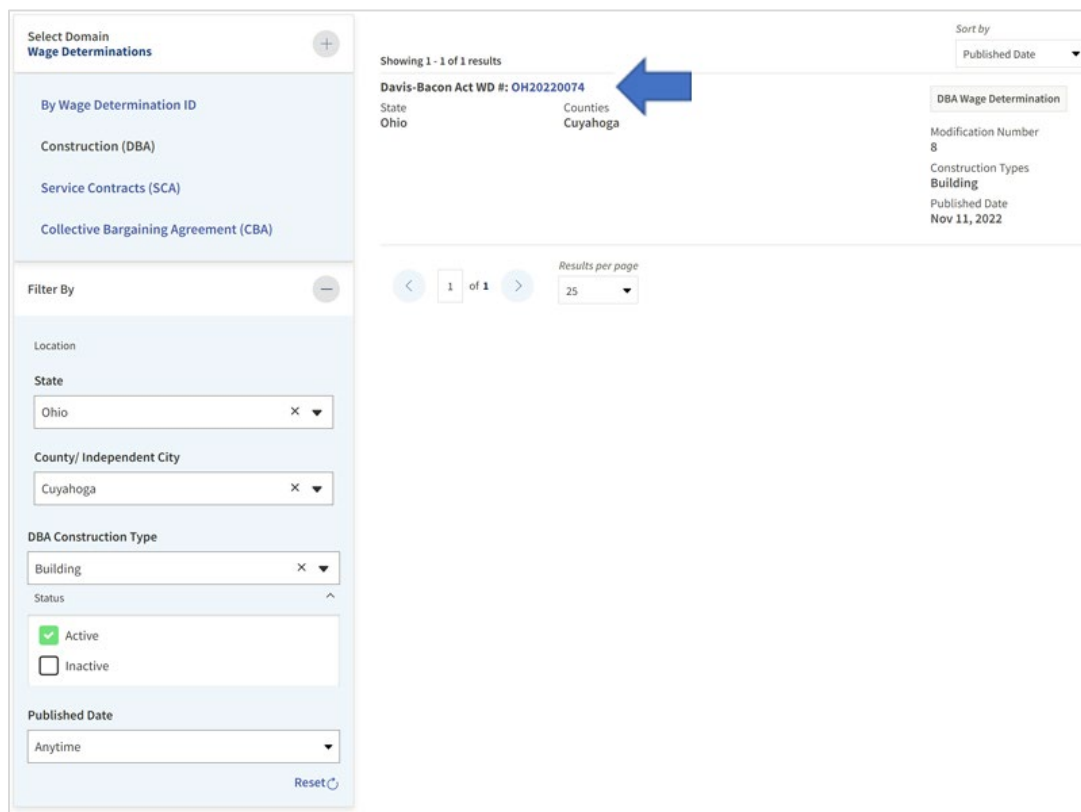 Select Domain
Wage Determinations
By Wage Determination ID
Construction (DBA)
Service Contracts (SCA)
Collective Bargaining Agreement (CBA)
Filter By
Location
State
Ohio
County/ Independent City
Cuyahoga
DBA Construction Type
Building
Status
Active
Inactive
Published Date
Anytime
Reset
Sort by
Published Date
Showing 1 - 1 of 1 results
Davis-Bacon Act WD #: OH20220074
State
Ohio
Counties
Cuyahoga
DBA Wage Determination
Modification Number
8
Construction Types
Building
Published Date
Nov 11, 2022
1 of 1
Results per page
25